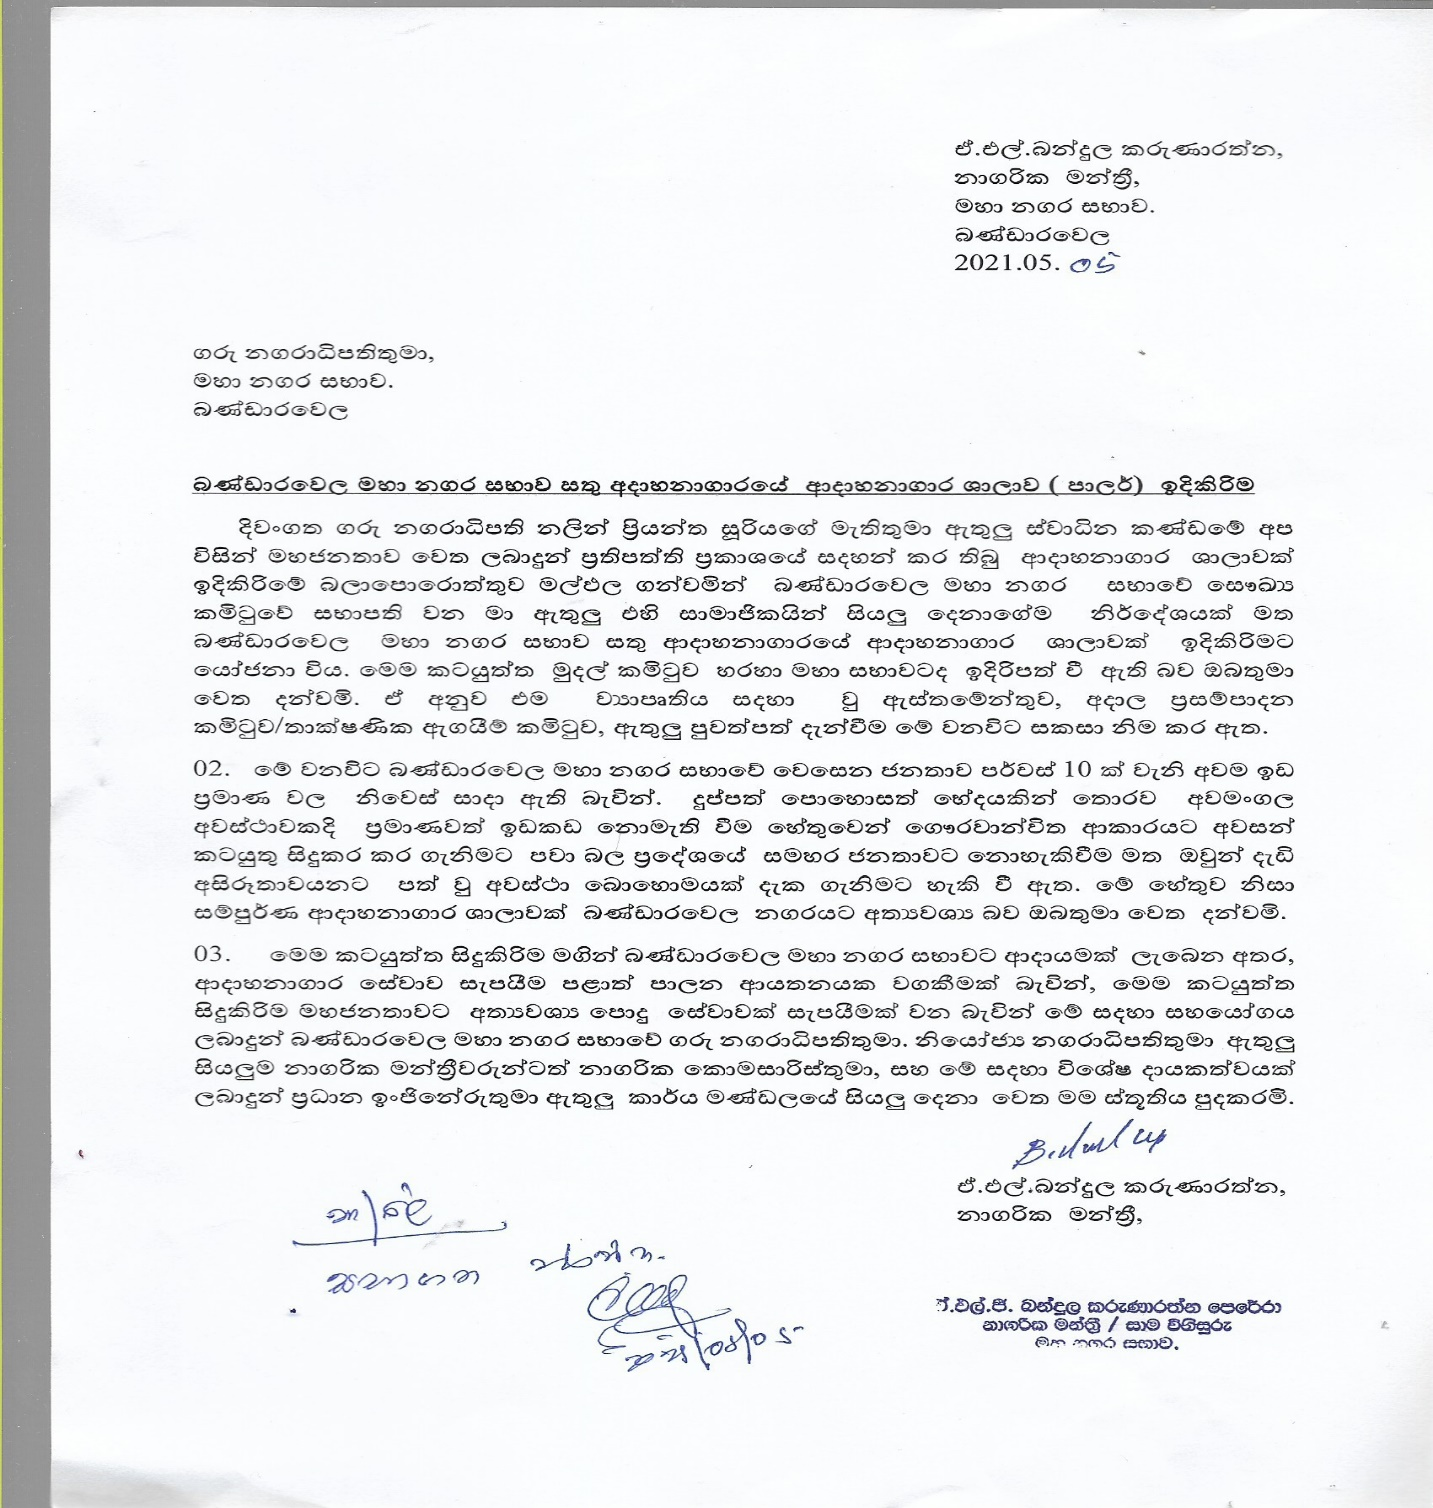 ඒ.එල්.බන්දුල කරුණාරත්න,
නාගරික මන්ත්‍රී,
මහා නගර සභාව.
බණ්ඩාරවෙල
2021.05. 05
ගරු නගරාධිපතිතුමා,
මහා නගර සභාව.
බණ්ඩාරවෙල
බණ්ඩාරවෙල මහා නගර සභාව සතු අදාහනාගාරයේ ආදාහනාගාර ශාලාව ( පාලර්) ඉදිකිරිම
දිවංගත ගරු නගරාධිපති නලින් ප්‍රියන්ත සූරියගේ මැතිතුමා ඇතුලු ස්වාධින කණ්ඩමේ අප
විසින් මහජනතාව වෙත ලබාදුන් ප්‍රතිපත්ති ප්‍රකාශයේ සදහන් කර තිබු ආදාහනාගාර ශාලාවක්
ඉදිකිරිමේ බලාපොරොත්තුව මල්ඵල ගන්වමින් බණ්ඩාරවෙල මහා නගර සභාවේ සෞඛ්‍ය
කමිටුවේ සභාපති වන මා ඇතුලු එහි සාමාජිකයින් සියලු දෙනාගේම නිර්දේශයක් මත
බණ්ඩාරවෙල මහා නගර සභාව සතු ආදාහනාගාරයේ ආදාහනාගාර ශාලාවක් ඉදිකිරිමට
යෝජනා විය. මෙම කටයුත්ත මුදල් කමිටුව හරහා මහා සභාවටද ඉදිරිපත් වී ඇති බව ඔබතුමා
වෙත දන්වමි. ඒ අනුව එම ව්‍යාපෘතිය සදහා වු ඇස්තමේන්තුව, අදාල ප්‍රසම්පාදන
කමිටුව/තාක්ෂණික ඇගයීම් කමිටුව, ඇතුලු පුවත්පත් දැන්වීම මේ වනවිට සකසා නිම කර ඇත.
02. මේ වනවිට බණ්ඩාරවෙල මහා නගර සභාවේ වෙසෙන ජනතාව පර්චස් 10 ක් වැනි අවම ඉඩ
ප්‍රමාණ වල නිවෙස් සාදා ඇති බැවින්. දුප්පත් පොහොසත් භේදයකින් තොරව අවමංගල
අවස්ථාවකදි ප්‍රමාණවත් ඉඩකඩ නොමැති වීම හේතුවෙන් ගෞරවාන්විත ආකාරයට අවසන්
කටයුතු සිදුකර කර ගැනිමට පවා බල ප්‍රදේශයේ සමහර ජනතාවට නොහැකිවීම මත ඔවුන් දැඩි
අසිරුතාවයනට පත් වු අවස්ථා බොහොමයක් දැක ගැනිමට හැකි වී ඇත. මේ හේතුව නිසා
සම්පුර්ණ ආදාහනාගාර ශාලාවක් බණ්ඩාරවෙල නගරයට අත්‍යවශ්‍ය බව ඔබතුමා වෙත දන්වමි.
03. මෙම කටයුත්ත සිදුකිරිම මගින් බණ්ඩාරවෙල මහා නගර සභාවට ආදායමක් ලැබෙන අතර,
ආදාහනාගාර සේවාව සැපයීම පළාත් පාලන ආයතනයක වගකීමක් බැවින්, මෙම කටයුත්ත
සිදුකිරිම මහජනතාවට අත්‍යවශ්‍ය පොදු සේවාවක් සැපයීමක් වන බැවින් මේ සදහා සහයෝගය
ලබාදුන් බණ්ඩාරවෙල මහා නගර සභාවේ ගරු නගරාධිපතිතුමා. නියෝජ්‍ය නගරාධිපතිතුමා ඇතුලු
සියලුම නාගරික මන්ත්‍රීවරුන්ටත් නාගරික කොමසාරිස්තුමා, සහ මේ සදහා විශේෂ දායකත්වයක්
ලබාදුන් ප්‍රධාන ඉංජිනේරුතුමා ඇතුලු කාර්ය මණ්ඩලයේ සියලු දෙනා වෙත මම ස්තූතිය පුදකරමි.
ඒ.එල්.බන්දුල කරුණාරත්න,
නාගරික මන්ත්‍රී,
සභාගත
ඒ.එල්.ජී. බන්දුල කරුණාරත්න පෙරේරා
නාගරික මන්ත්‍රී / සාම විනිසුරු
මහ නගර සභාව.